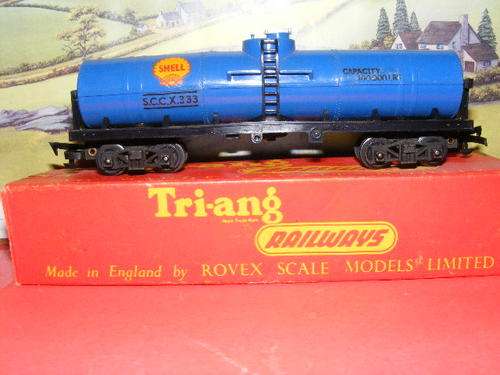 SHELL
S.C.C.X.333
CAPACITY
Tri-ang
RAILWAYS
Made in England by ROVEX SCALE MODELS LIMITED